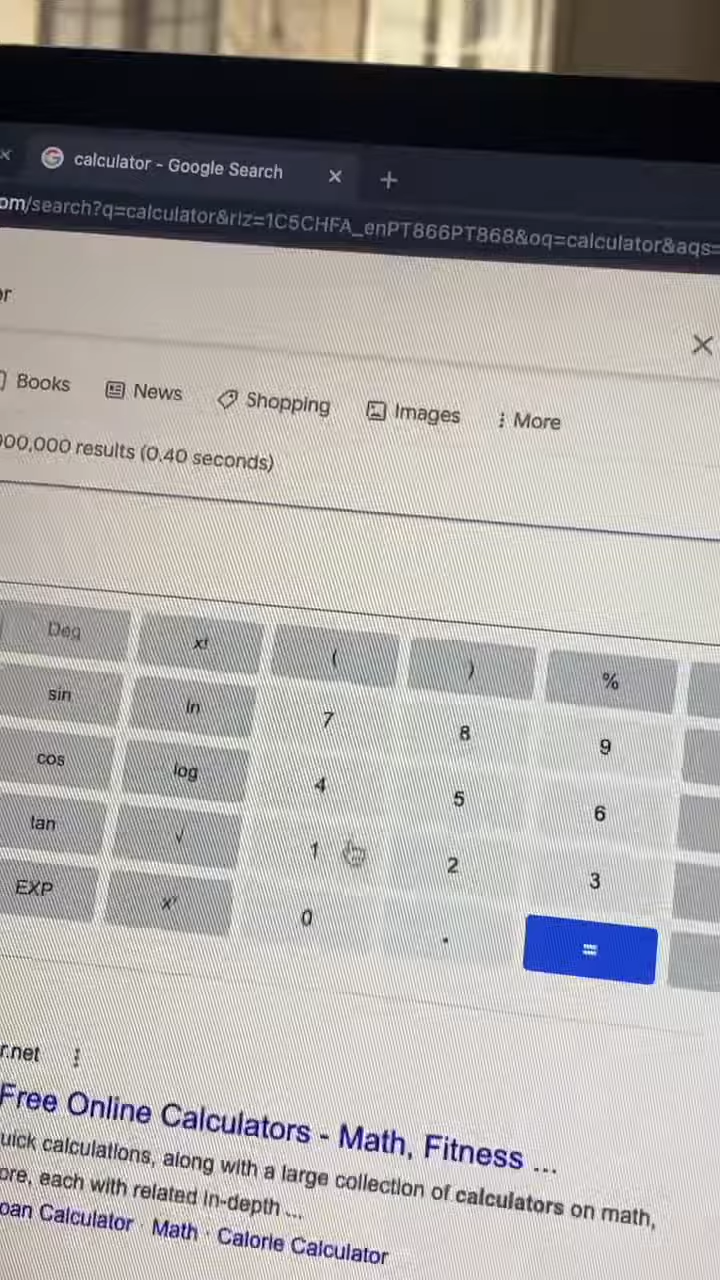 calculator - Google Search
om/search?q=calculator&rlz=1C5CHFA_enPT866PT868&oq=calculator&aqs=
or
Books News Shopping Images More
000,000 results (0,40 seconds)
Deg x! ( ) %
sin ln 7 8 9
cos log 4 5 6
tan √ 1 2 3
EXP xʸ 0 . =
r.net
Free Online Calculators - Math, Fitness ...
uick calculations, along with a large collection of calculators on math,
ore, each with related in-depth ...
oan Calculator · Math · Calorie Calculator